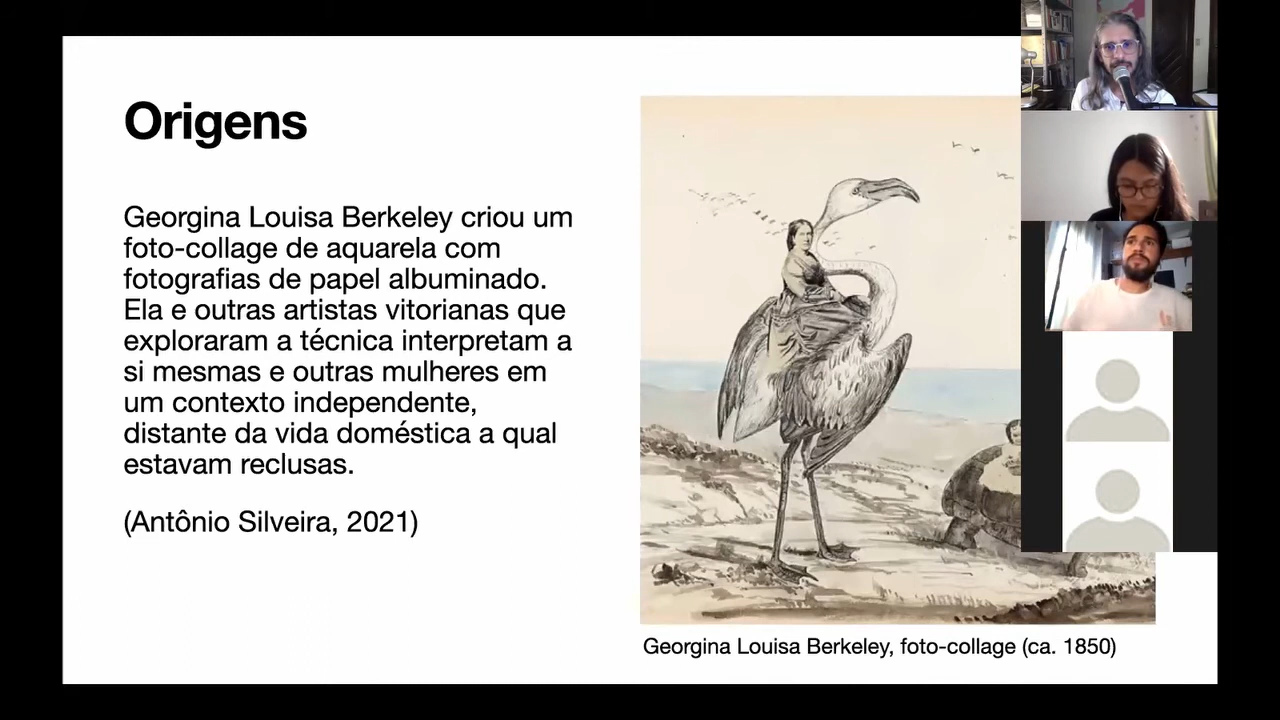 Origens
Georgina Louisa Berkeley criou um
foto-collage de aquarela com
fotografias de papel albuminado.
Ela e outras artistas vitorianas que
exploraram a técnica interpretam a
si mesmas e outras mulheres em
um contexto independente,
distante da vida doméstica a qual
estavam reclusas.
(Antônio Silveira, 2021)
Georgina Louisa Berkeley, foto-collage (ca. 1850)